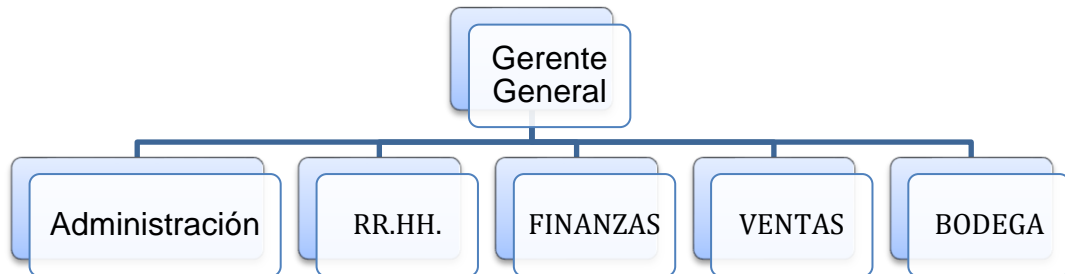 Gerente
General
Administración
RR.HH.
FINANZAS
VENTAS
BODEGA